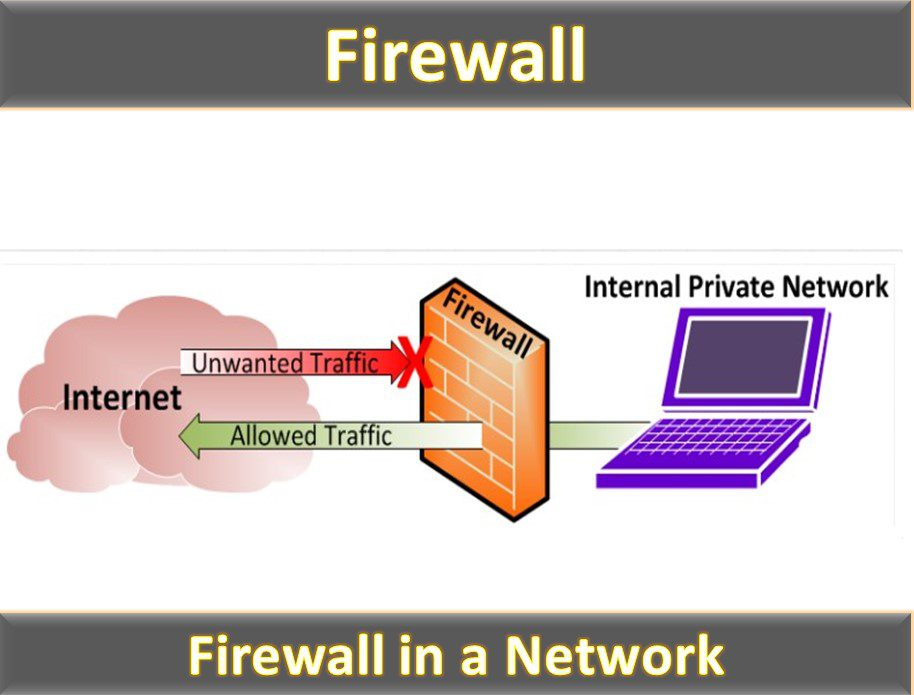 Firewall
Internal Private Network
Firewall
Unwanted Traffic X
Internet
Allowed Traffic
Firewall in a Network